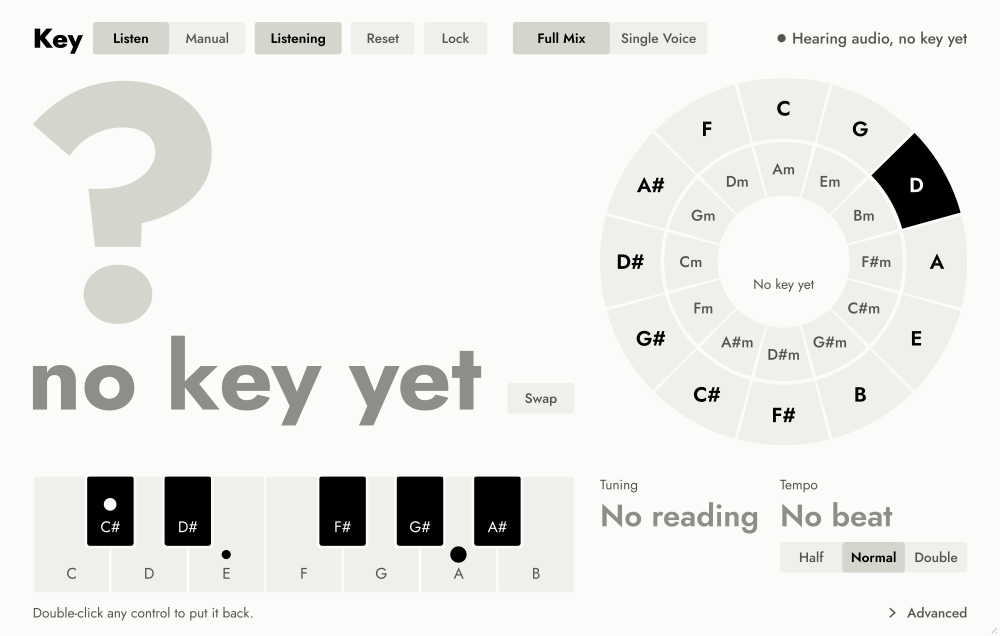 Key Listen Manual Listening Reset Lock Full Mix Single Voice Hearing audio, no key yet
?
no key yet
Swap
C
G
D
A
E
B
F#
C#
G#
D#
A#
F
Am
Em
Bm
F#m
C#m
G#m
D#m
A#m
Fm
Cm
Gm
Dm
No key yet
C# D# F# G# A#
C D E F G A B
Tuning
No reading
Tempo
No beat
Half Normal Double
Double-click any control to put it back.
Advanced